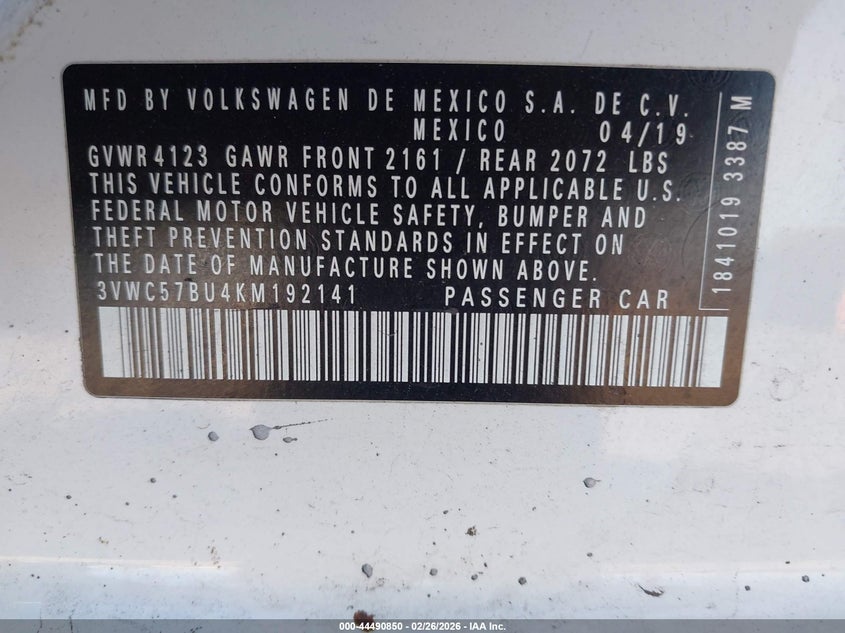 MFD BY VOLKSWAGEN DE MEXICO S.A. DE C.V.
MEXICO 04/19
GVWR 4123 GAWR FRONT 2161 / REAR 2072 LBS
THIS VEHICLE CONFORMS TO ALL APPLICABLE U.S.
FEDERAL MOTOR VEHICLE SAFETY, BUMPER AND
THEFT PREVENTION STANDARDS IN EFFECT ON
THE DATE OF MANUFACTURE SHOWN ABOVE.
3VWC57BU4KM192141 PASSENGER CAR
1841019 3387 M
000-44490850 - 02/26/2026 - IAA Inc.